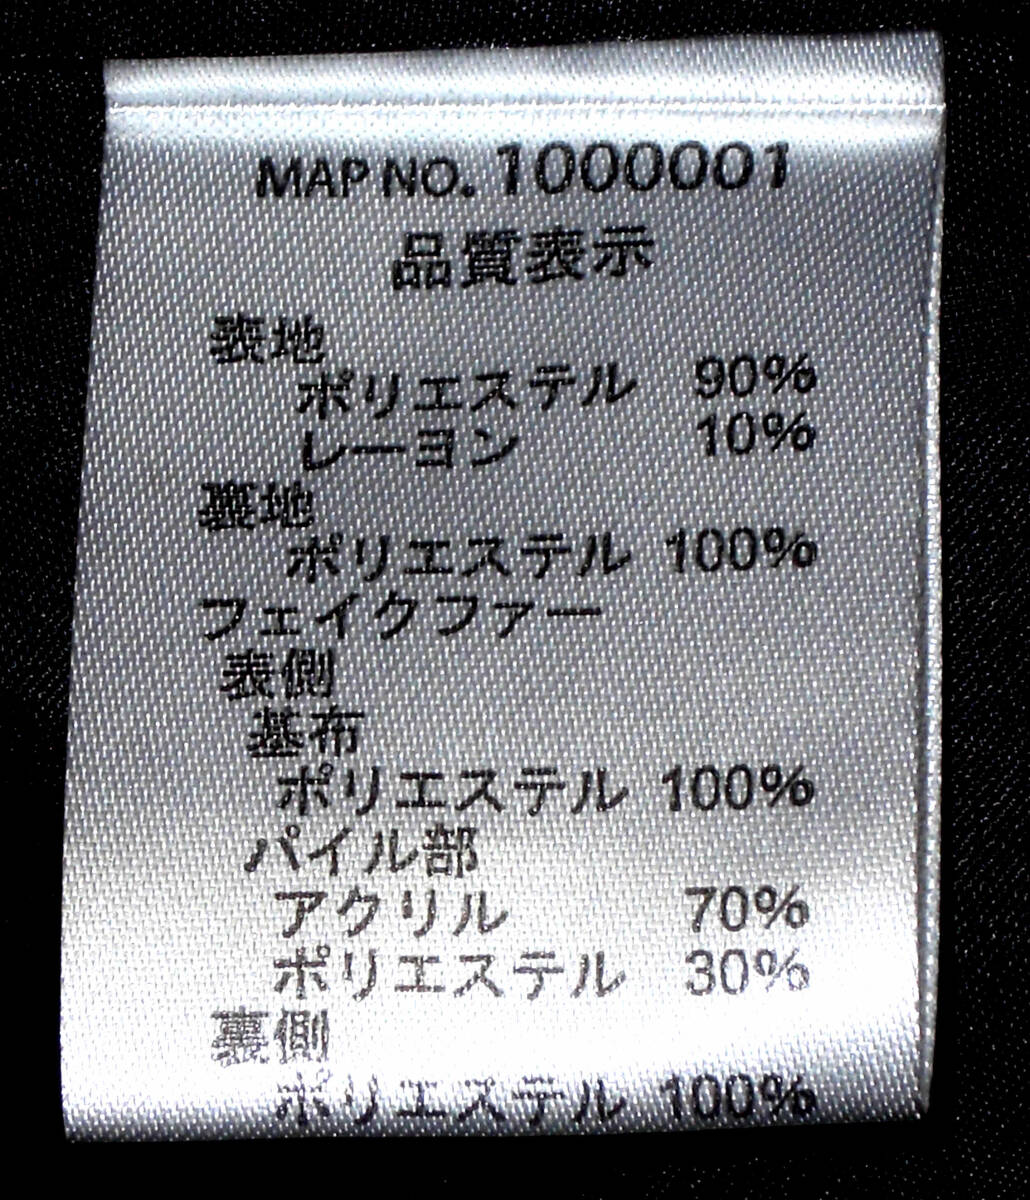 MAP NO. 1000001
品質表示
表地
ポリエステル 90%
レーヨン 10%
裏地
ポリエステル 100%
フェイクファー
表側
基布
ポリエステル 100%
パイル部
アクリル 70%
ポリエステル 30%
裏側
ポリエステル 100%